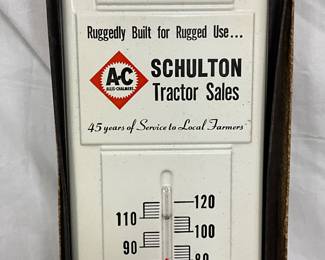 Ruggedly Built for Rugged Use...
A-C
ALLIS-CHALMERS
SCHULTON
Tractor Sales
45 years of Service to Local Farmers
120
110
100
90
80